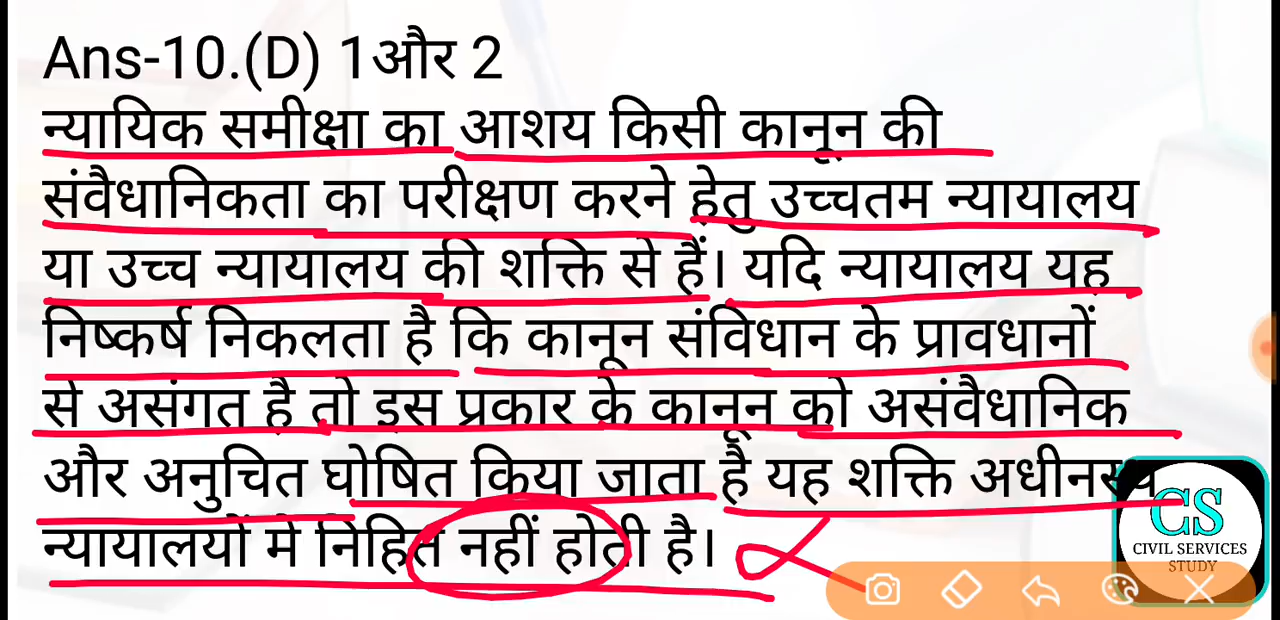 Ans-10.(D) 1और 2
न्यायिक समीक्षा का आशय किसी कानून की
संवैधानिकता का परीक्षण करने हेतु उच्चतम न्यायालय
या उच्च न्यायालय की शक्ति से हैं। यदि न्यायालय यह
निष्कर्ष निकलता है कि कानून संविधान के प्रावधानों
से असंगत है तो इस प्रकार के कानून को असंवैधानिक
और अनुचित घोषित किया जाता है यह शक्ति अधीनस्थ
न्यायालयों मे निहित नहीं होती है।
CS
CIVIL SERVICES
STUDY